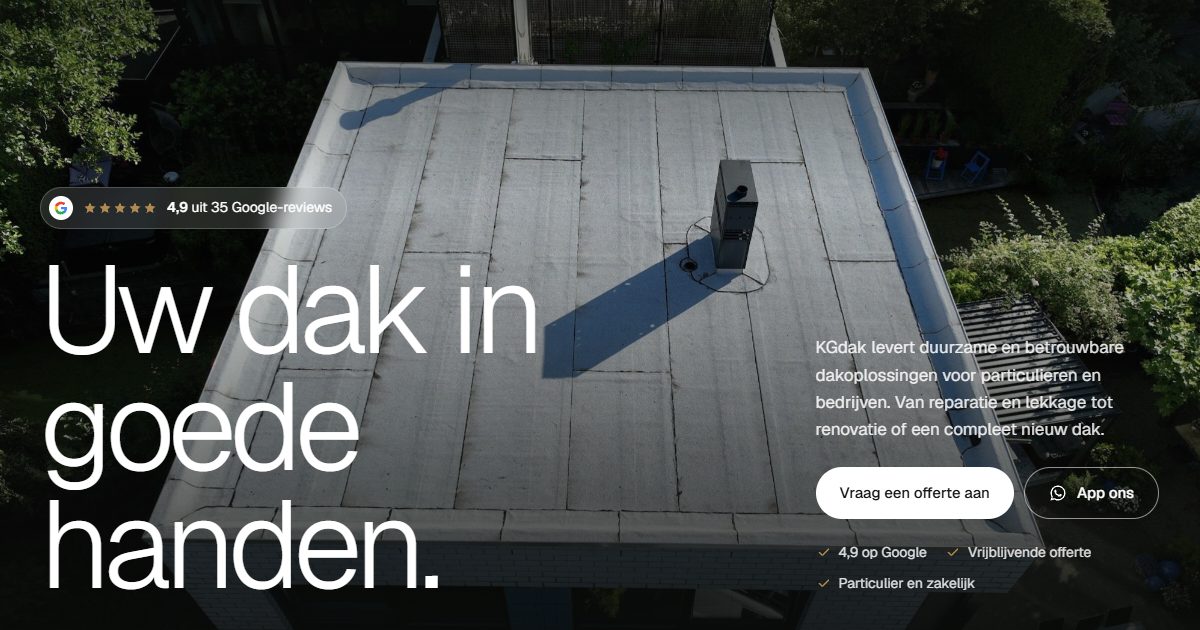 4,9 uit 35 Google-reviews
Uw dak in
goede
handen.
KGdak levert duurzame en betrouwbare
dakoplossingen voor particulieren en
bedrijven. Van reparatie en lekkage tot
renovatie of een compleet nieuw dak.
Vraag een offerte aan
App ons
4,9 op Google
Vrijblijvende offerte
Particulier en zakelijk